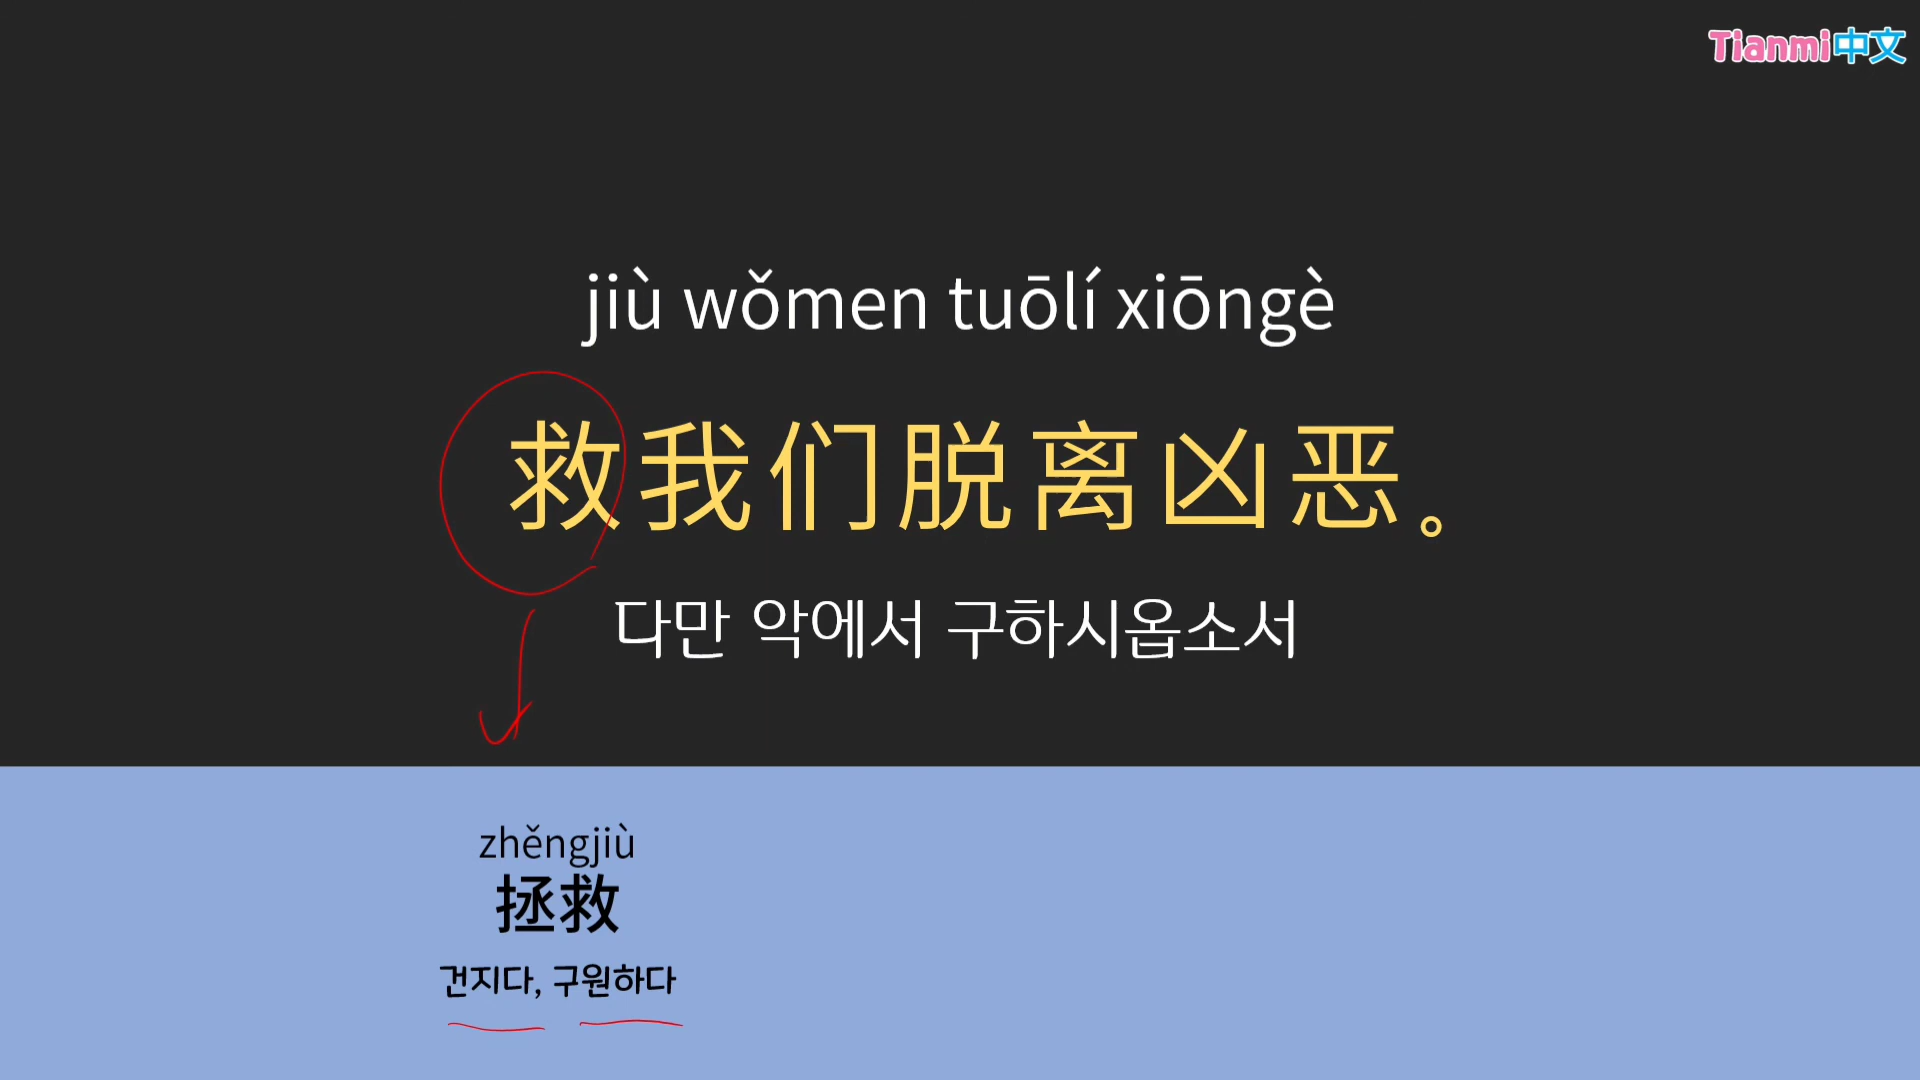 Tianmi中文
jiù wǒmen tuōlí xiōngè
救我们脱离凶恶。
다만 악에서 구하시옵소서
zhěngjiù
拯救
건지다, 구원하다